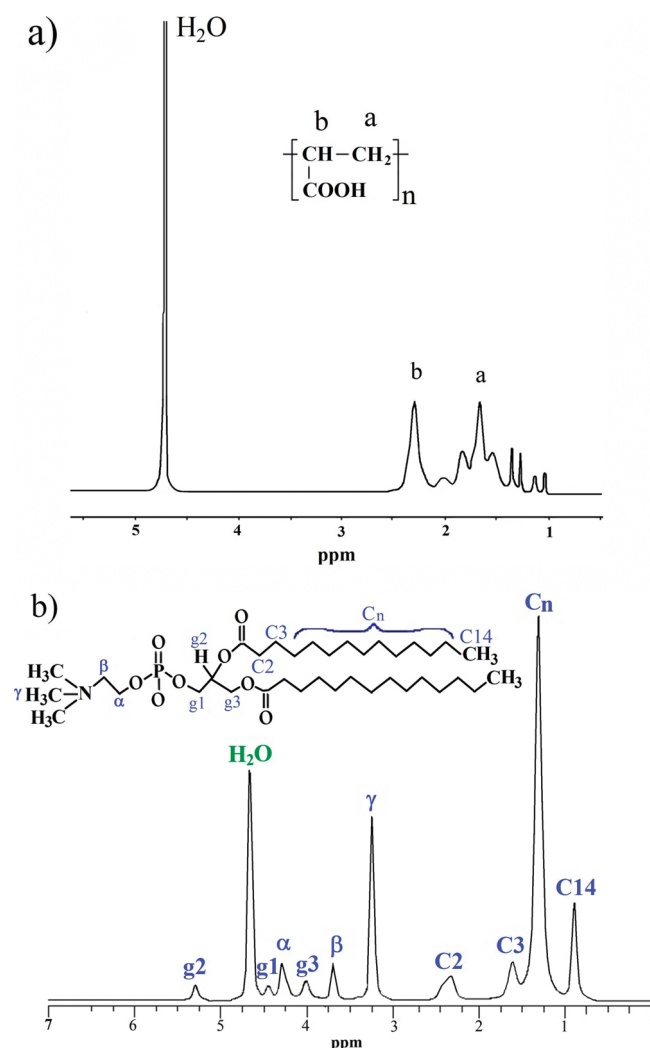 a)
H₂O
b a
CH–CH₂
COOH
n
b
a
5 4 3 2 1
ppm
b)
Cn
O
Cn
C3
C14
g2
O
H
O
CH₃
β
P
C2
H₃C
O
O
O
CH₃
γ H₃C
N
α
O
g1
g3
O
H₃C
H₂O
γ
C14
g2
g1
α
g3
β
C2
C3
7 5 4 3 2 1
ppm